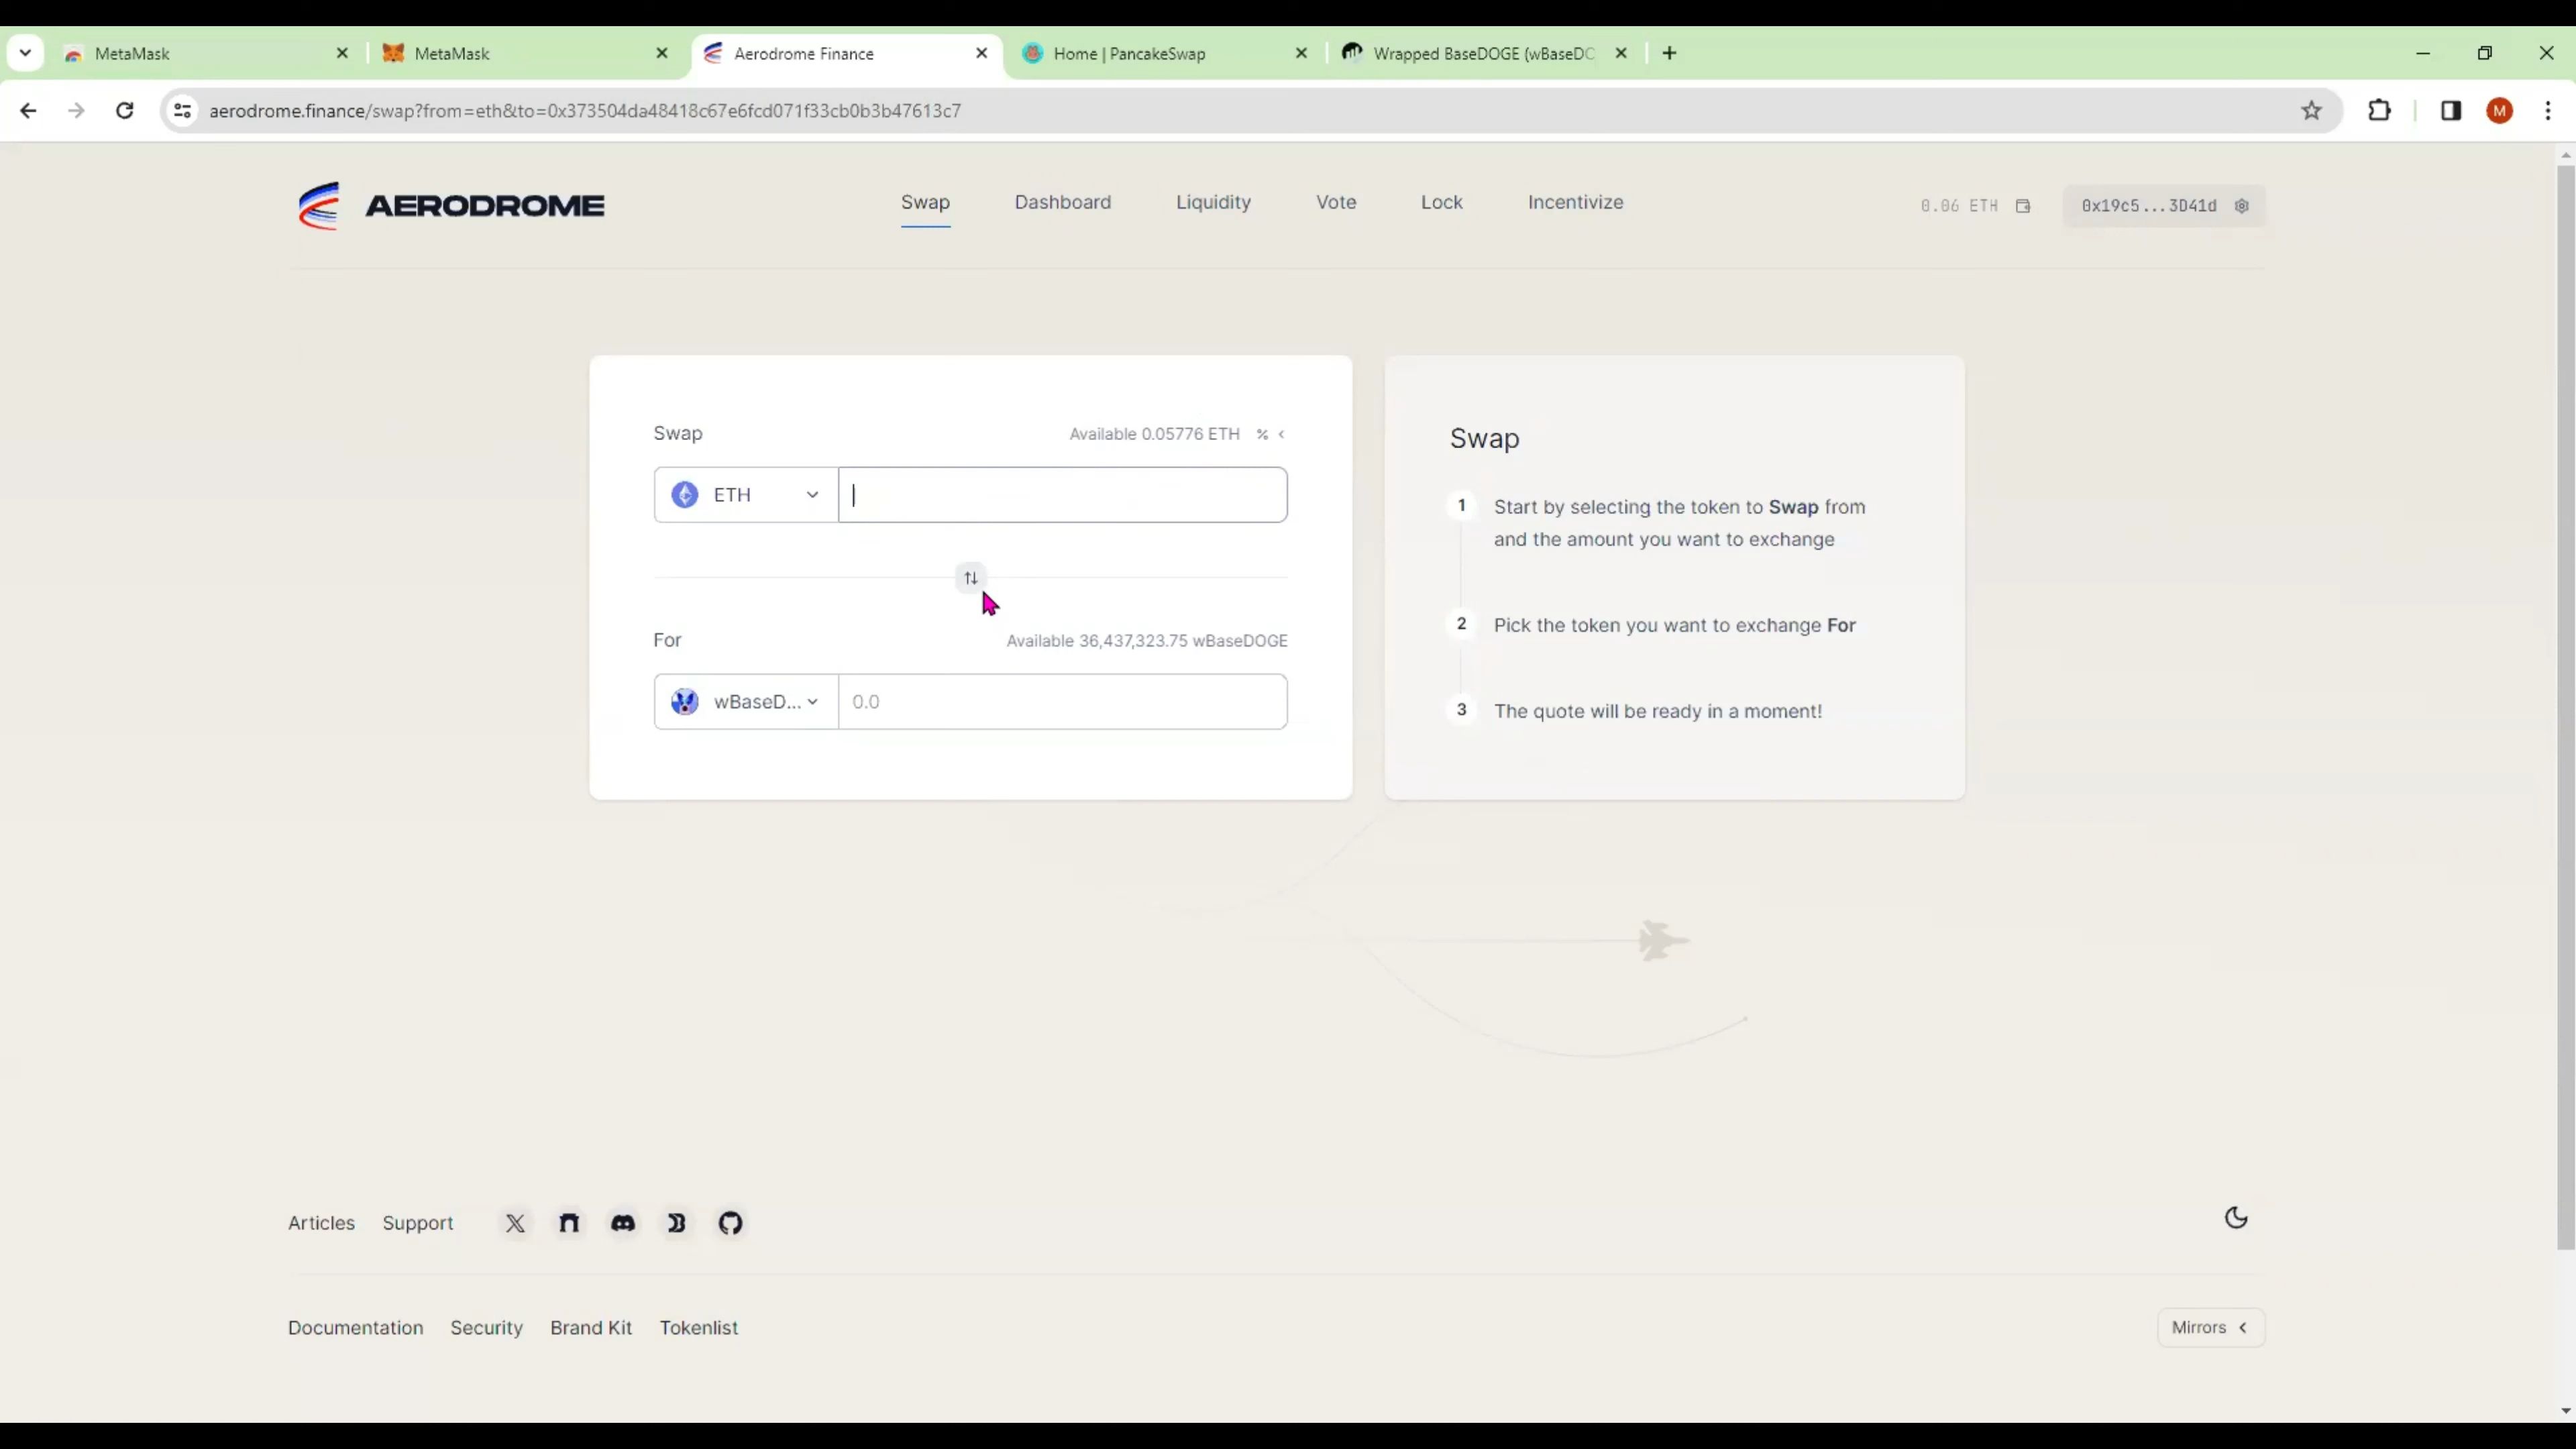 MetaMask
MetaMask
Aerodrome Finance
Home | PancakeSwap
Wrapped BaseDOGE (wBaseDO
aerodrome.finance/swap?from=eth&to=0x373504da48418c67e6fcd071f33cb0b3b47613c7
M
AERODROME
Swap
Dashboard
Liquidity
Vote
Lock
Incentivize
0.06 ETH
0x19c5...3D41d
Swap
Available 0.05776 ETH %
ETH
For
Available 36,437,323.75 wBaseDOGE
wBaseD...
0.0
Swap
1
Start by selecting the token to Swap from
and the amount you want to exchange
2
Pick the token you want to exchange For
3
The quote will be ready in a moment!
Articles
Support
Documentation
Security
Brand Kit
Tokenlist
Mirrors